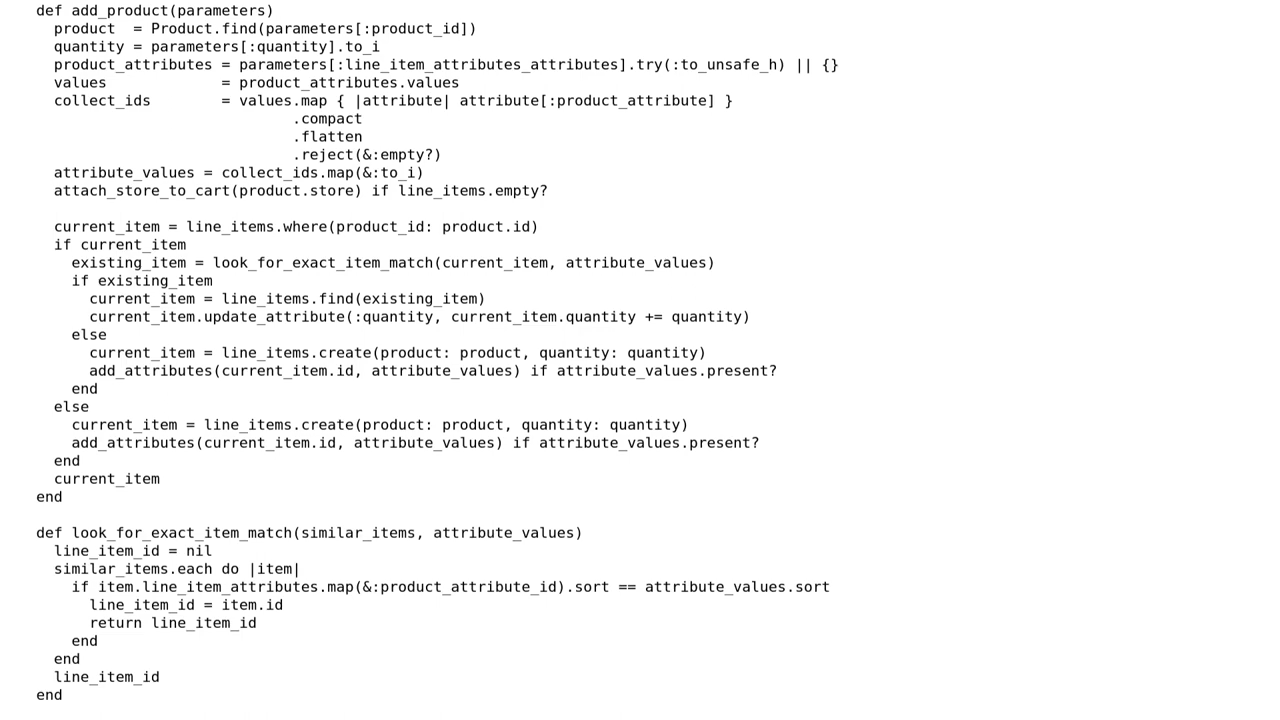 def add_product(parameters)
  product  = Product.find(parameters[:product_id])
  quantity = parameters[:quantity].to_i
  product_attributes = parameters[:line_item_attributes_attributes].try(:to_unsafe_h) || {}
  values             = product_attributes.values
  collect_ids        = values.map { |attribute| attribute[:product_attribute] }
                             .compact
                             .flatten
                             .reject(&:empty?)
  attribute_values = collect_ids.map(&:to_i)
  attach_store_to_cart(product.store) if line_items.empty?

  current_item = line_items.where(product_id: product.id)
  if current_item
    existing_item = look_for_exact_item_match(current_item, attribute_values)
    if existing_item
      current_item = line_items.find(existing_item)
      current_item.update_attribute(:quantity, current_item.quantity += quantity)
    else
      current_item = line_items.create(product: product, quantity: quantity)
      add_attributes(current_item.id, attribute_values) if attribute_values.present?
    end
  else
    current_item = line_items.create(product: product, quantity: quantity)
    add_attributes(current_item.id, attribute_values) if attribute_values.present?
  end
  current_item
end

def look_for_exact_item_match(similar_items, attribute_values)
  line_item_id = nil
  similar_items.each do |item|
    if item.line_item_attributes.map(&:product_attribute_id).sort == attribute_values.sort
      line_item_id = item.id
      return line_item_id
    end
  end
  line_item_id
end